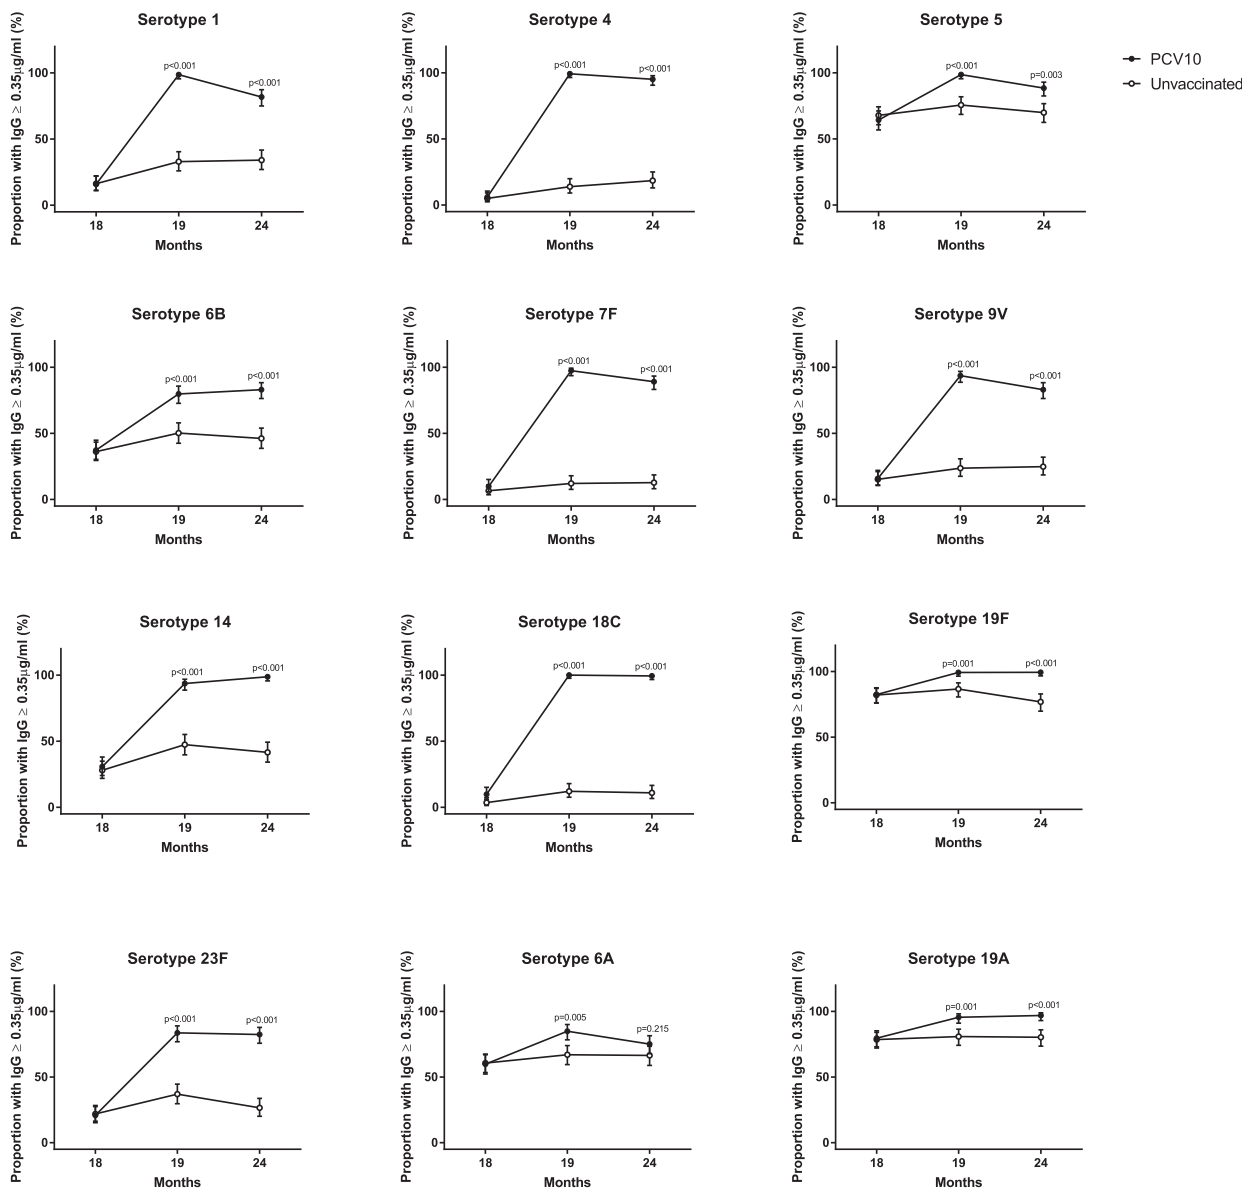 Serotype 1
Proportion with IgG ≥ 0.35µg/ml (%)
100
50
0
p<0.001
p<0.001
18
19
24
Months
Serotype 4
Proportion with IgG ≥ 0.35µg/ml (%)
100
50
0
p<0.001
p<0.001
18
19
24
Months
Serotype 5
Proportion with IgG ≥ 0.35µg/ml (%)
100
50
0
p<0.001
p=0.003
18
19
24
Months
PCV10
Unvaccinated
Serotype 6B
Proportion with IgG ≥ 0.35µg/ml (%)
100
50
0
p<0.001
p<0.001
18
19
24
Months
Serotype 7F
Proportion with IgG ≥ 0.35µg/ml (%)
100
50
0
p<0.001
p<0.001
18
19
24
Months
Serotype 9V
Proportion with IgG ≥ 0.35µg/ml (%)
100
50
0
p<0.001
p<0.001
18
19
24
Months
Serotype 14
Proportion with IgG ≥ 0.35µg/ml (%)
100
50
0
p<0.001
p<0.001
18
19
24
Months
Serotype 18C
Proportion with IgG ≥ 0.35µg/ml (%)
100
50
0
p<0.001
p<0.001
18
19
24
Months
Serotype 19F
Proportion with IgG ≥ 0.35µg/ml (%)
100
50
0
p=0.001
p<0.001
18
19
24
Months
Serotype 23F
Proportion with IgG ≥ 0.35µg/ml (%)
100
50
0
p<0.001
p<0.001
18
19
24
Months
Serotype 6A
Proportion with IgG ≥ 0.35µg/ml (%)
100
50
0
p=0.005
p=0.215
18
19
24
Months
Serotype 19A
Proportion with IgG ≥ 0.35µg/ml (%)
100
50
0
p=0.001
p<0.001
18
19
24
Months